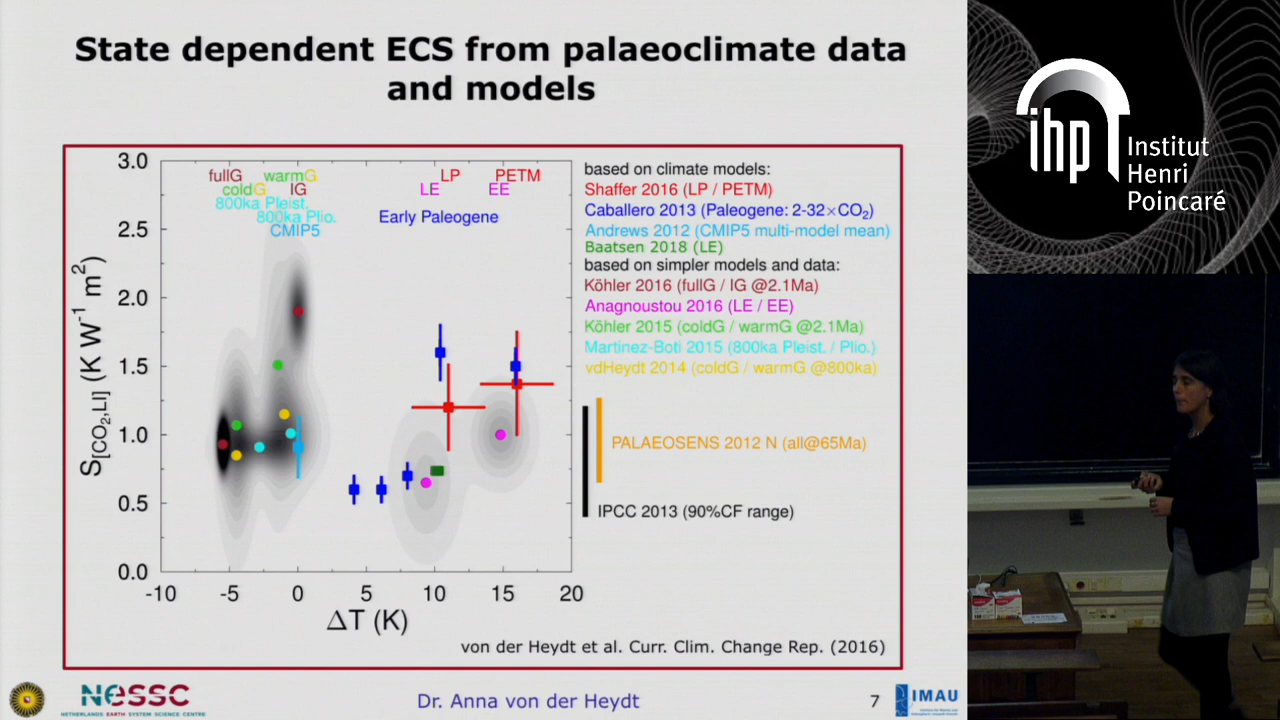 State dependent ECS from palaeoclimate data
and models
3.0
2.5
2.0
1.5
1.0
0.5
0.0
S[CO2,LI] (K W-1 m2)
-10
-5
0
5
10
15
20
ΔT (K)
fullG
warmG
LP
PETM
coldG
IG
LE
EE
800ka Pleist.
800ka Plio.
Early Paleogene
CMIP5
based on climate models:
Shaffer 2016 (LP / PETM)
Caballero 2013 (Paleogene: 2-32×CO2)
Andrews 2012 (CMIP5 multi-model mean)
Baatsen 2018 (LE)
based on simpler models and data:
Köhler 2016 (fullG / IG @2.1Ma)
Anagnoustou 2016 (LE / EE)
Köhler 2015 (coldG / warmG @2.1Ma)
Martinez-Boti 2015 (800ka Pleist. / Plio.)
vdHeydt 2014 (coldG / warmG @800ka)
PALAEOSENS 2012 N (all@65Ma)
IPCC 2013 (90%CF range)
von der Heydt et al. Curr. Clim. Change Rep. (2016)
NESSC
NETHERLANDS EARTH SYSTEM SCIENCE CENTRE
Dr. Anna von der Heydt
7
IMAU
ihp
Institut
Henri
Poincaré